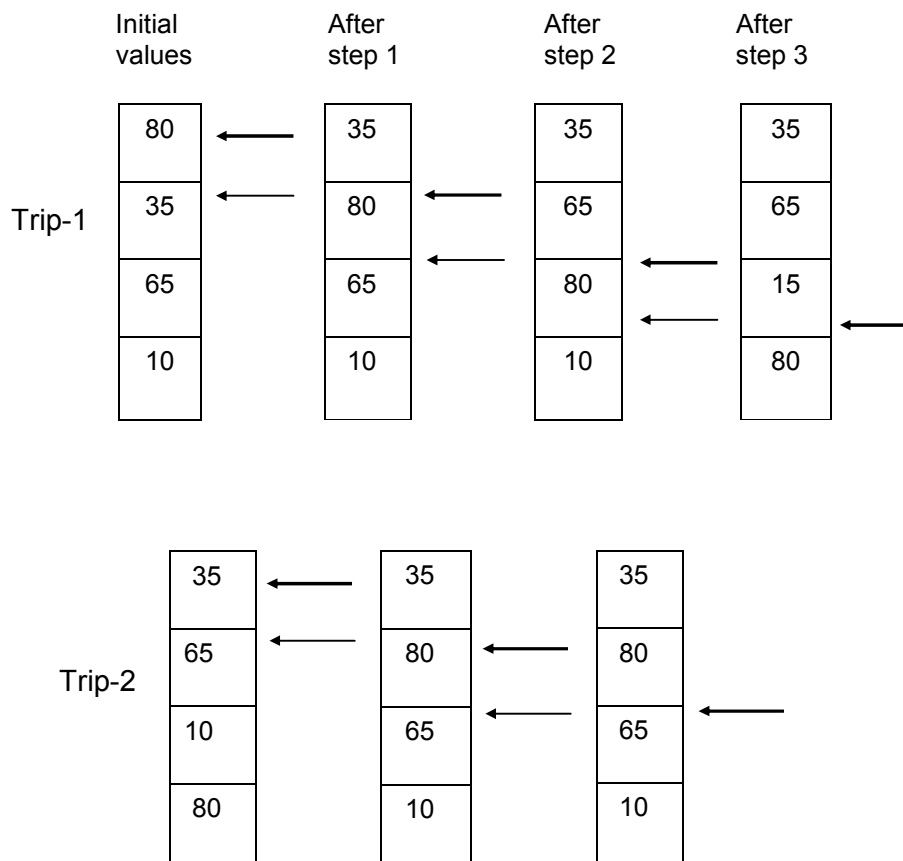 Initial values
After step 1
After step 2
After step 3
Trip-1
80 35 35 35
35 80 65 65
65 65 80 15
10 10 10 80
Trip-2
35 35 35
65 80 80
10 65 65
80 10 10